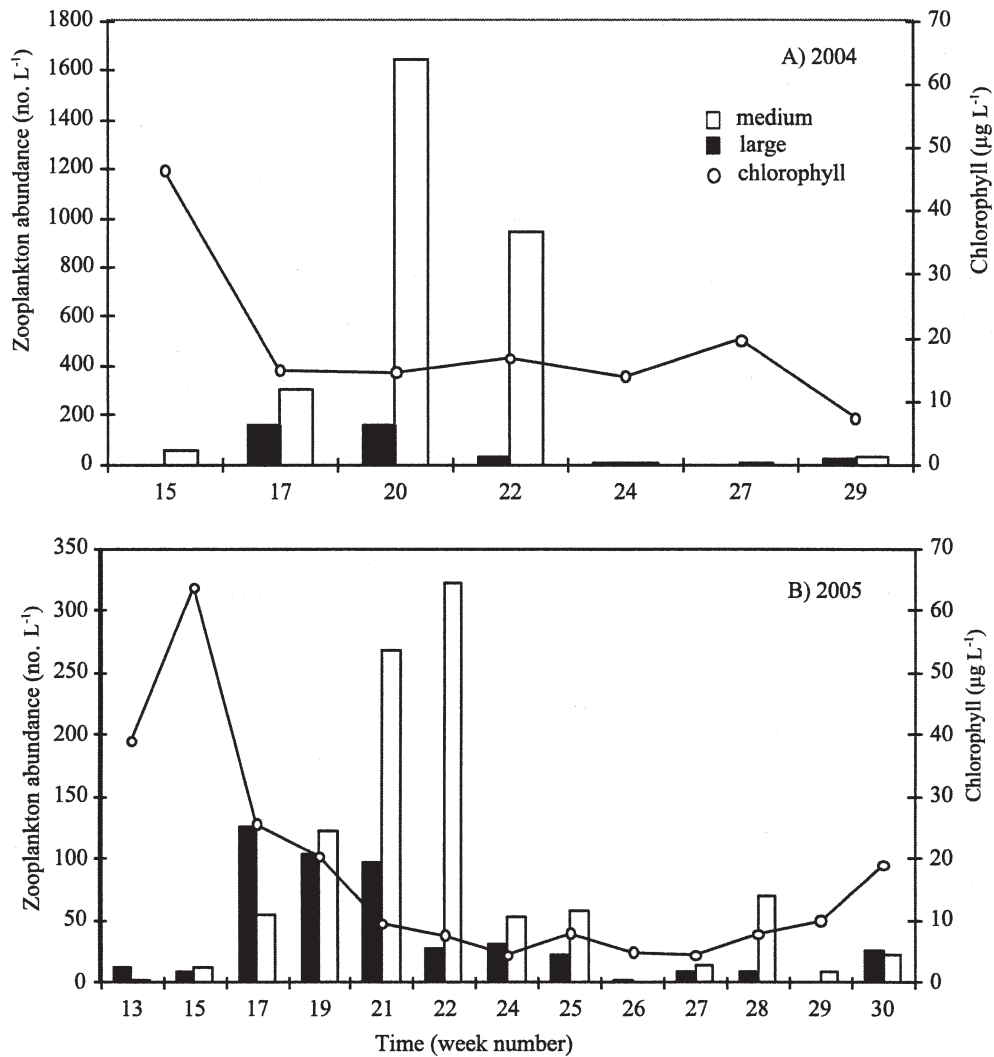 A) 2004
medium
large
chlorophyll
Zooplankton abundance (no. L⁻¹)
1800
1600
1400
1200
1000
800
600
400
200
0
70
60
50
40
30
20
10
0
Chlorophyll (µg L⁻¹)
15 17 20 22 24 27 29
B) 2005
Zooplankton abundance (no. L⁻¹)
350
300
250
200
150
100
50
0
70
60
50
40
30
20
10
0
Chlorophyll (µg L⁻¹)
13 15 17 19 21 22 24 25 26 27 28 29 30
Time (week number)